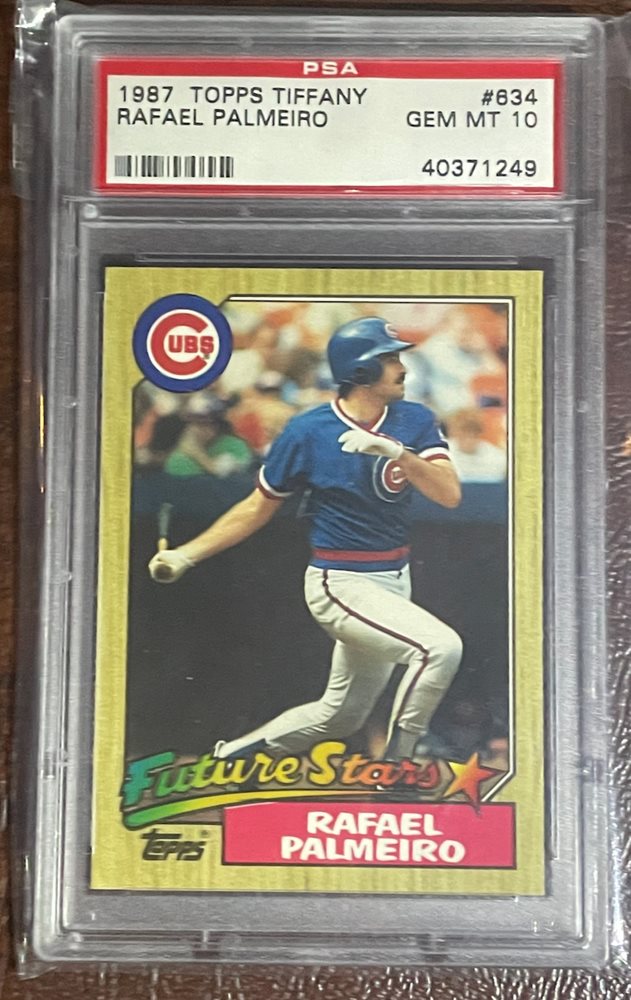 PSA
1987 TOPPS TIFFANY #634
RAFAEL PALMEIRO GEM MT 10
40371249
CUBS
Future Stars
Topps®
RAFAEL
PALMEIRO